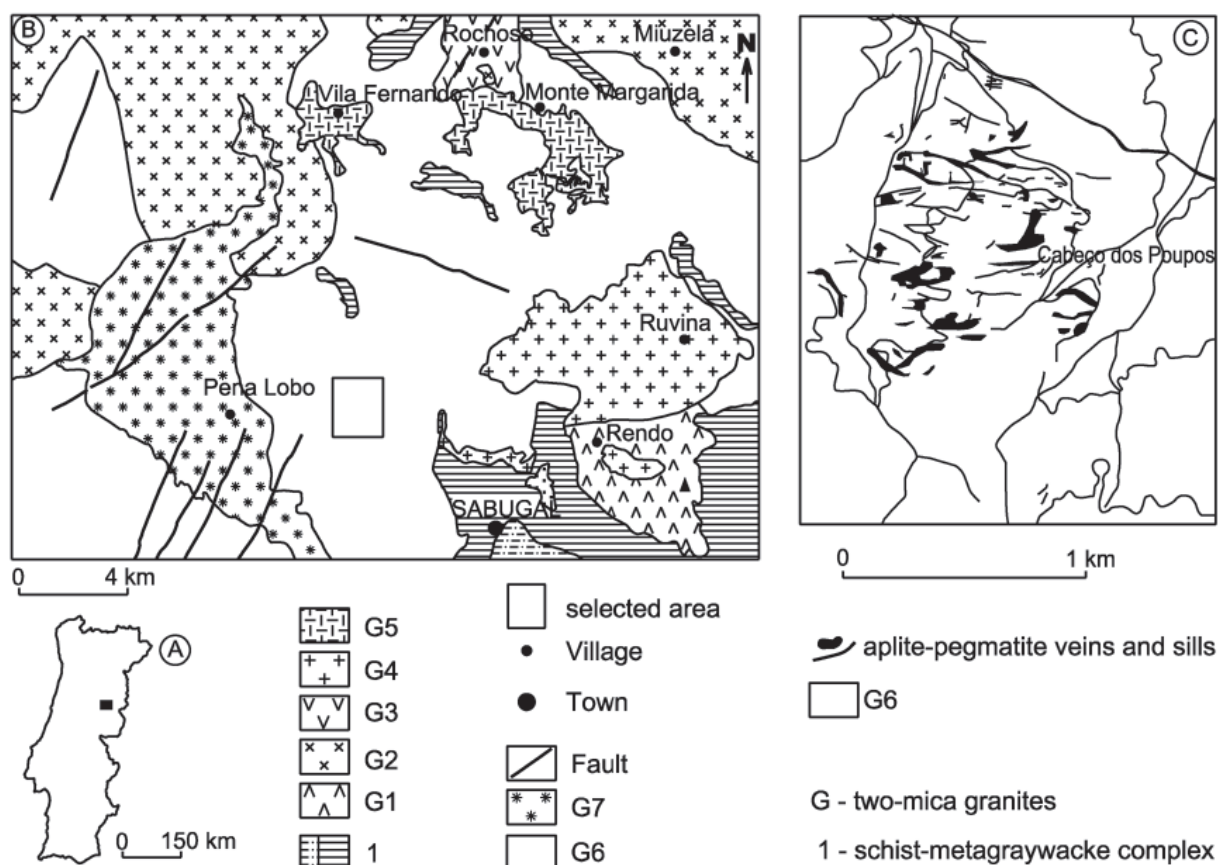 B
Rochoso
Miuzela
N
Vila Fernando
Monte Margarida
Ruvina
Pena Lobo
Rendo
SABUGAL
0 4 km
C
Cabeço dos Poupos
0 1 km
A
0 150 km
G5
G4
G3
G2
G1
1
selected area
Village
Town
Fault
G7
G6
aplite-pegmatite veins and sills
G6
G - two-mica granites
1 - schist-metagraywacke complex